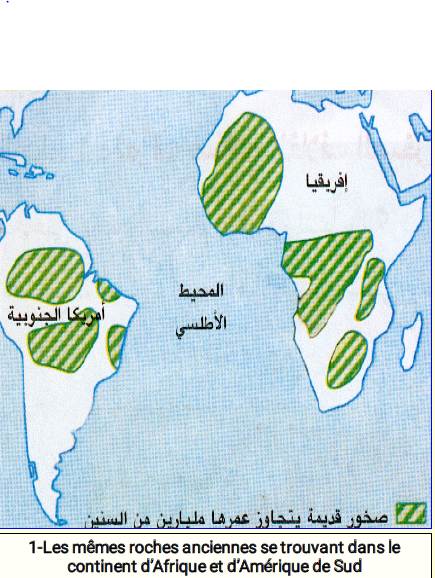 إفريقيا
المحيط
الأطلسي
أمريكا الجنوبية
صخور قديمة يتجاوز عمرها مليارين من السنين
1-Les mêmes roches anciennes se trouvant dans le
continent d'Afrique et d'Amérique de Sud